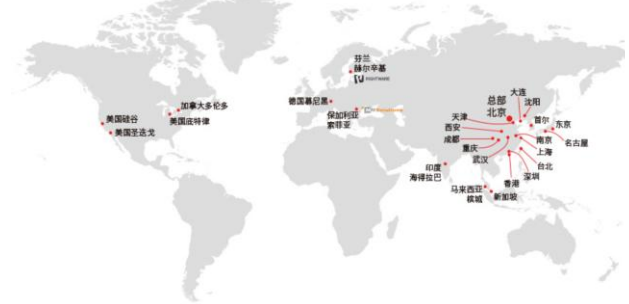 芬兰
赫尔辛基
RIGHTWARE
德国慕尼黑
保加利亚
索菲亚
加拿大多伦多
美国底特律
美国硅谷
美国圣迭戈
总部
北京
大连
沈阳
天津
首尔
东京
西安
名古屋
成都
南京
重庆
上海
武汉
台北
深圳
香港
印度
海得拉巴
马来西亚
槟城
新加坡